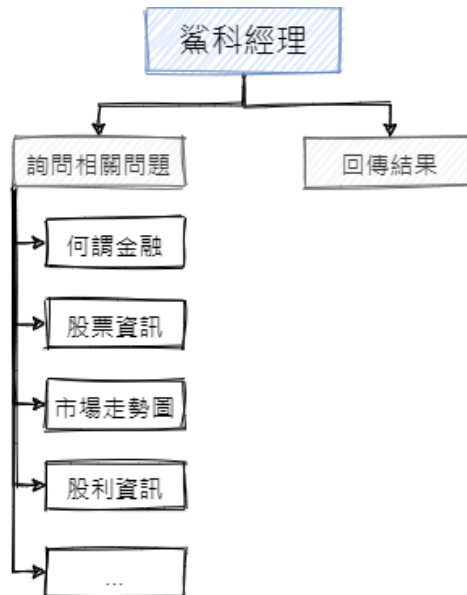 鯊科經理
詢問相關問題
回傳結果
何謂金融
股票資訊
市場走勢圖
股利資訊
...